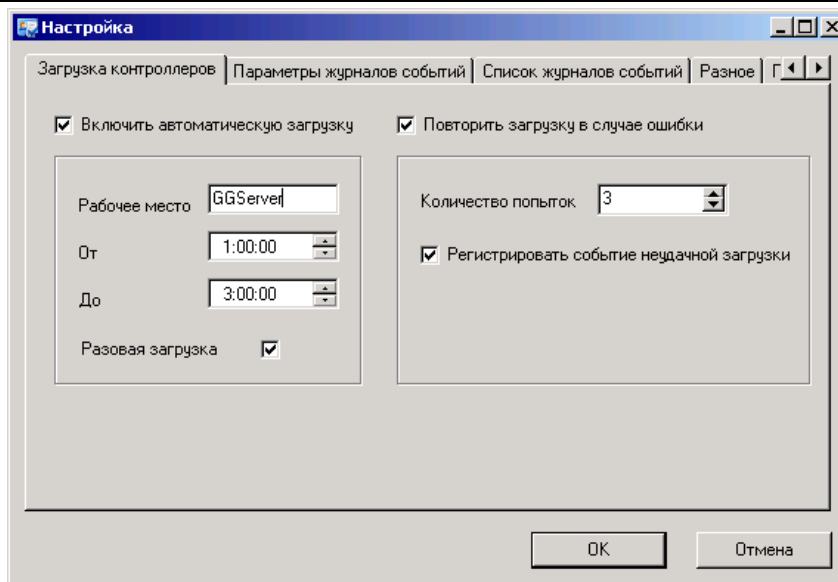 Настройка
Загрузка контроллеров Параметры журналов событий Список журналов событий Разное
Включить автоматическую загрузку Повторить загрузку в случае ошибки
Рабочее место GGServer Количество попыток 3
От 1:00:00 Регистрировать событие неудачной загрузки
До 3:00:00
Разовая загрузка
OK Отмена